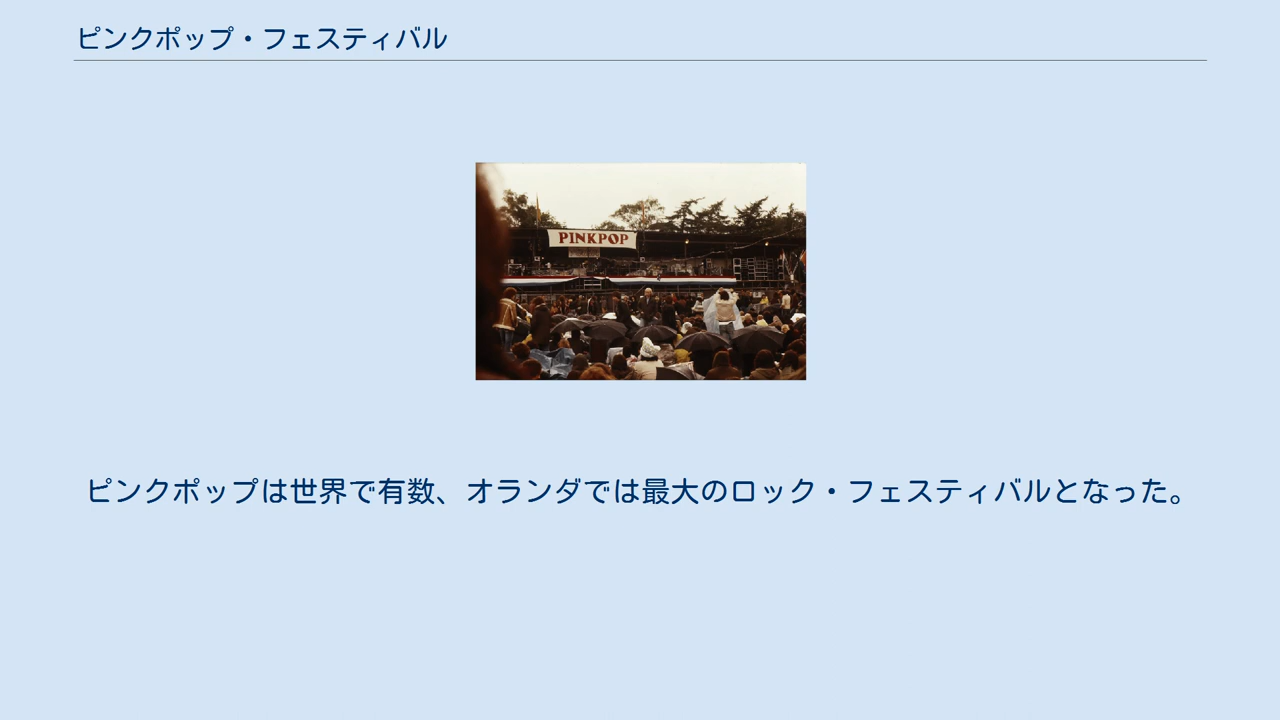 ピンクポップ・フェスティバル
PINKPOP
ピンクポップは世界で有数、オランダでは最大のロック・フェスティバルとなった。